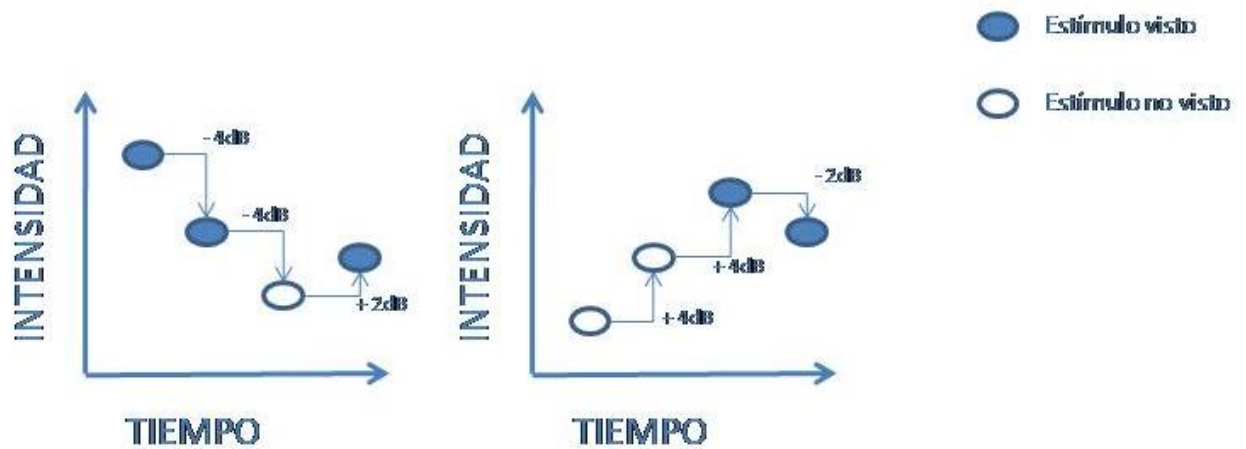 Estímulo visto
Estímulo no visto
INTENSIDAD
-4dB
-4dB
+2dB
TIEMPO
INTENSIDAD
+4dB
+4dB
-2dB
TIEMPO